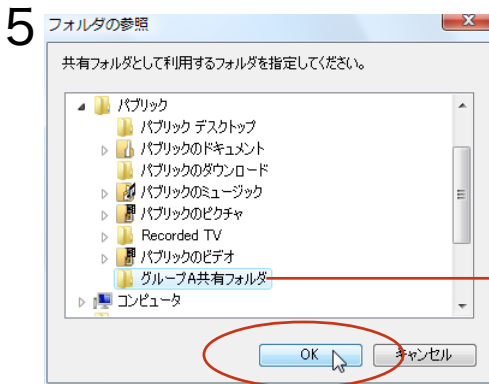 5
フォルダの参照
共有フォルダとして利用するフォルダを指定してください。
パブリック
パブリック デスクトップ
パブリックのドキュメント
パブリックのダウンロード
パブリックのミュージック
パブリックのピクチャ
Recorded TV
パブリックのビデオ
グループA共有フォルダ
コンピュータ
OK キャンセル